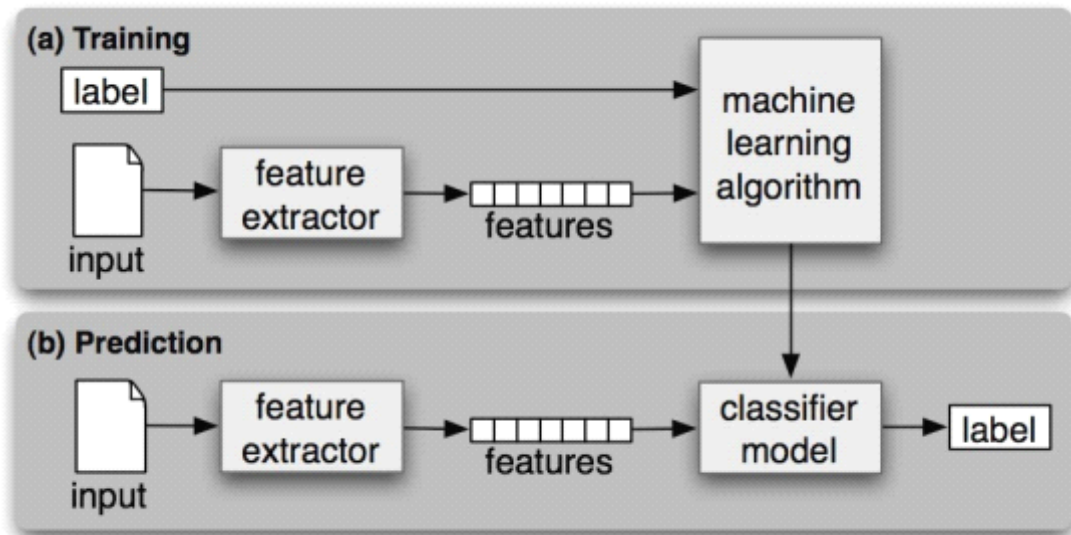 (a) Training
label
machine
learning
algorithm
feature
extractor
features
input
(b) Prediction
feature
extractor
features
input
classifier
model
label